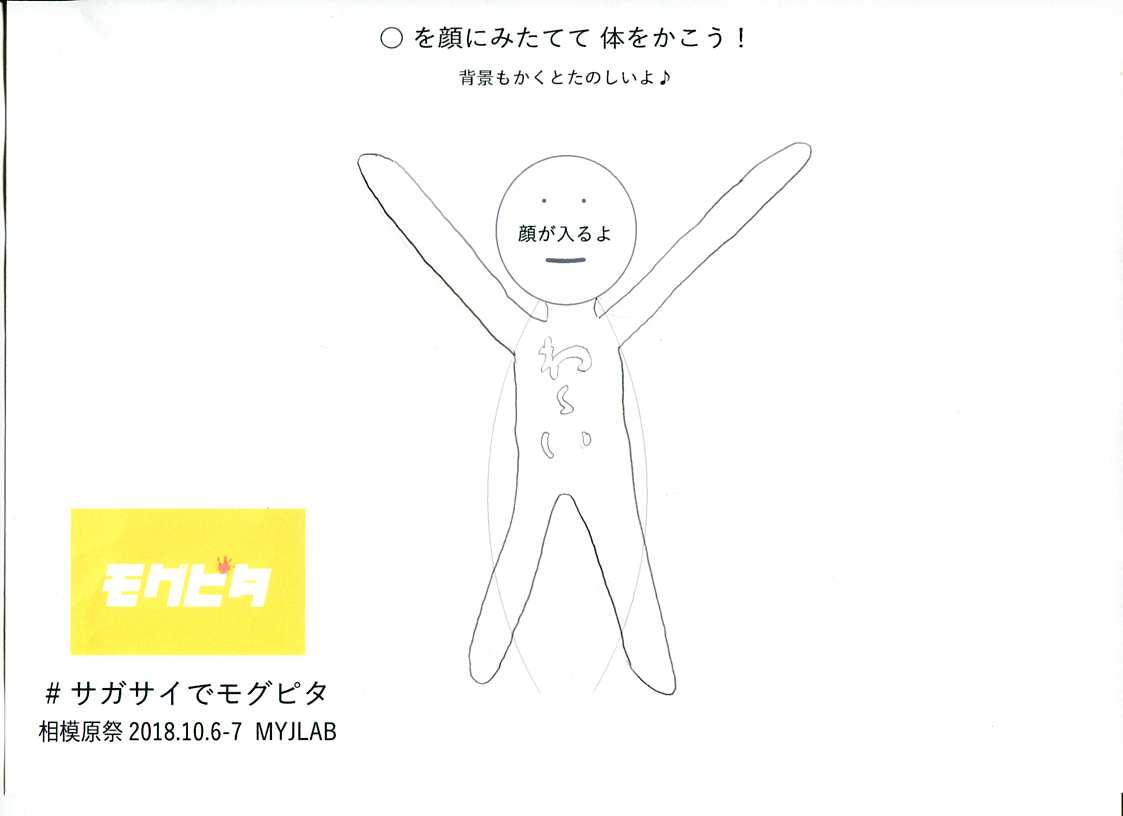 ○ を顔にみたてて 体をかこう！
背景もかくとたのしいよ♪
顔が入るよ
わ
〜
い
モグピタ
# サガサイでモグピタ
相模原祭 2018.10.6-7 MYJLAB